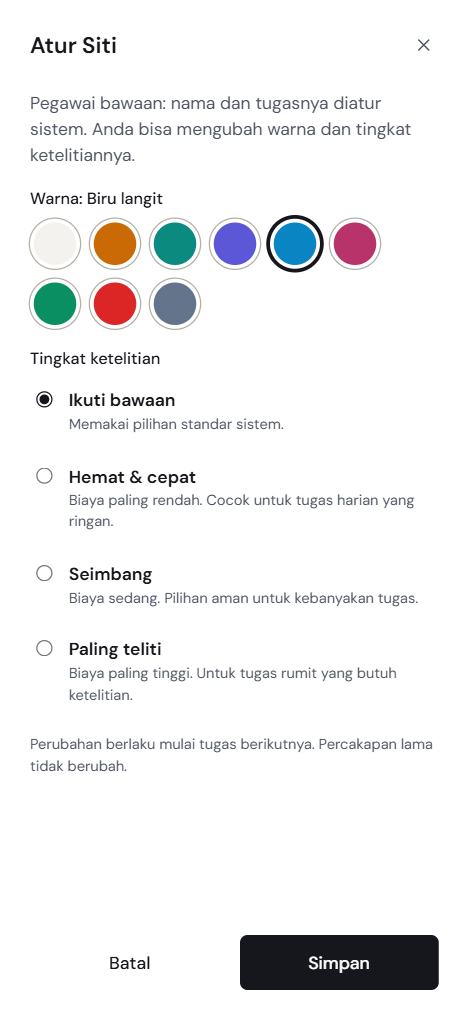 Atur Siti
Pegawai bawaan: nama dan tugasnya diatur
sistem. Anda bisa mengubah warna dan tingkat
ketelitiannya.
Warna: Biru langit
Tingkat ketelitian
Ikuti bawaan
Memakai pilihan standar sistem.
Hemat & cepat
Biaya paling rendah. Cocok untuk tugas harian yang
ringan.
Seimbang
Biaya sedang. Pilihan aman untuk kebanyakan tugas.
Paling teliti
Biaya paling tinggi. Untuk tugas rumit yang butuh
ketelitian.
Perubahan berlaku mulai tugas berikutnya. Percakapan lama
tidak berubah.
Batal
Simpan